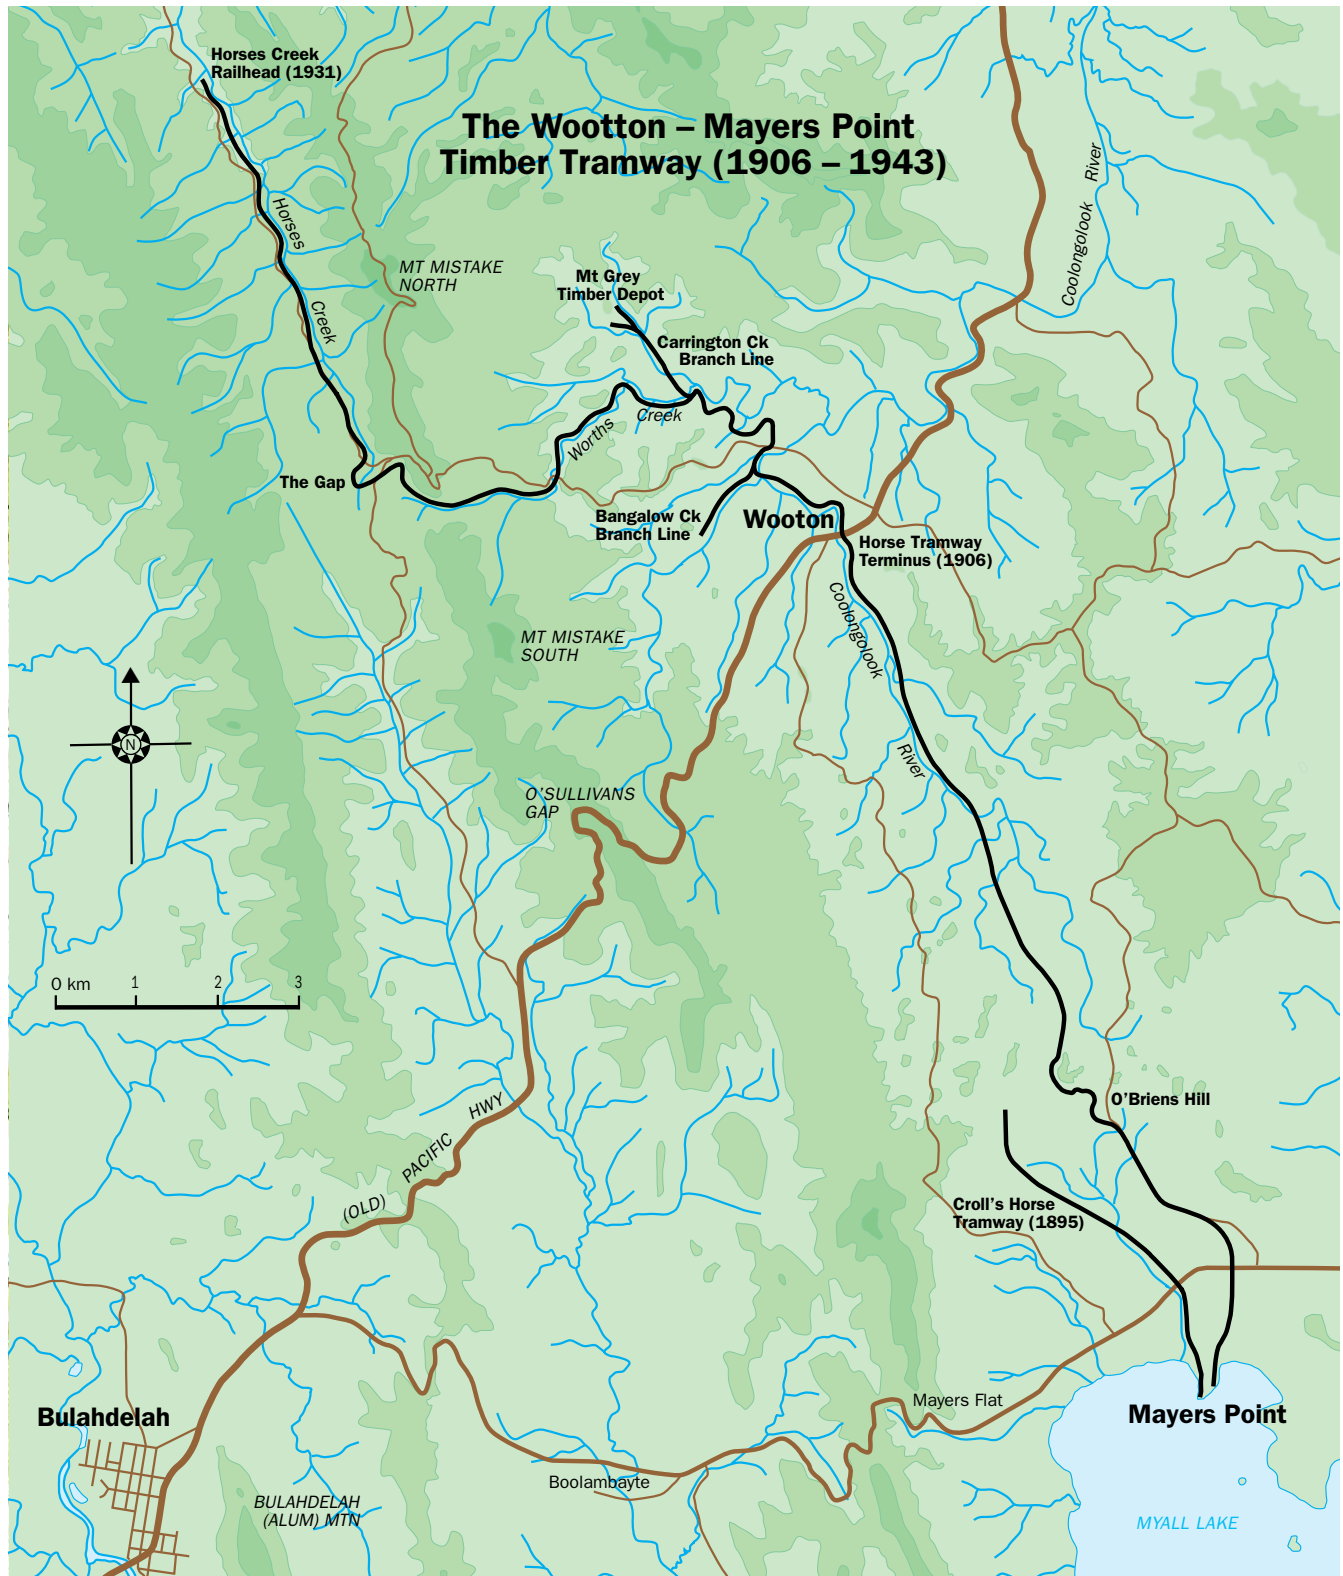 Horses Creek
Railhead (1931)
The Wootton – Mayers Point
Timber Tramway (1906 – 1943)
Coolongolook River
Horses
Creek
MT MISTAKE
NORTH
Mt Grey
Timber Depot
Carrington Ck
Branch Line
Worths
Creek
The Gap
Bangalow Ck
Branch Line
Wooton
Horse Tramway
Terminus (1906)
Coolongolook
River
MT MISTAKE
SOUTH
N
O'SULLIVANS
GAP
0 km 1 2 3
(OLD) PACIFIC HWY
O'Briens Hill
Croll's Horse
Tramway (1895)
Mayers Flat
Bulahdelah
Mayers Point
Boolambayte
BULAHDELAH
(ALUM) MTN
MYALL LAKE